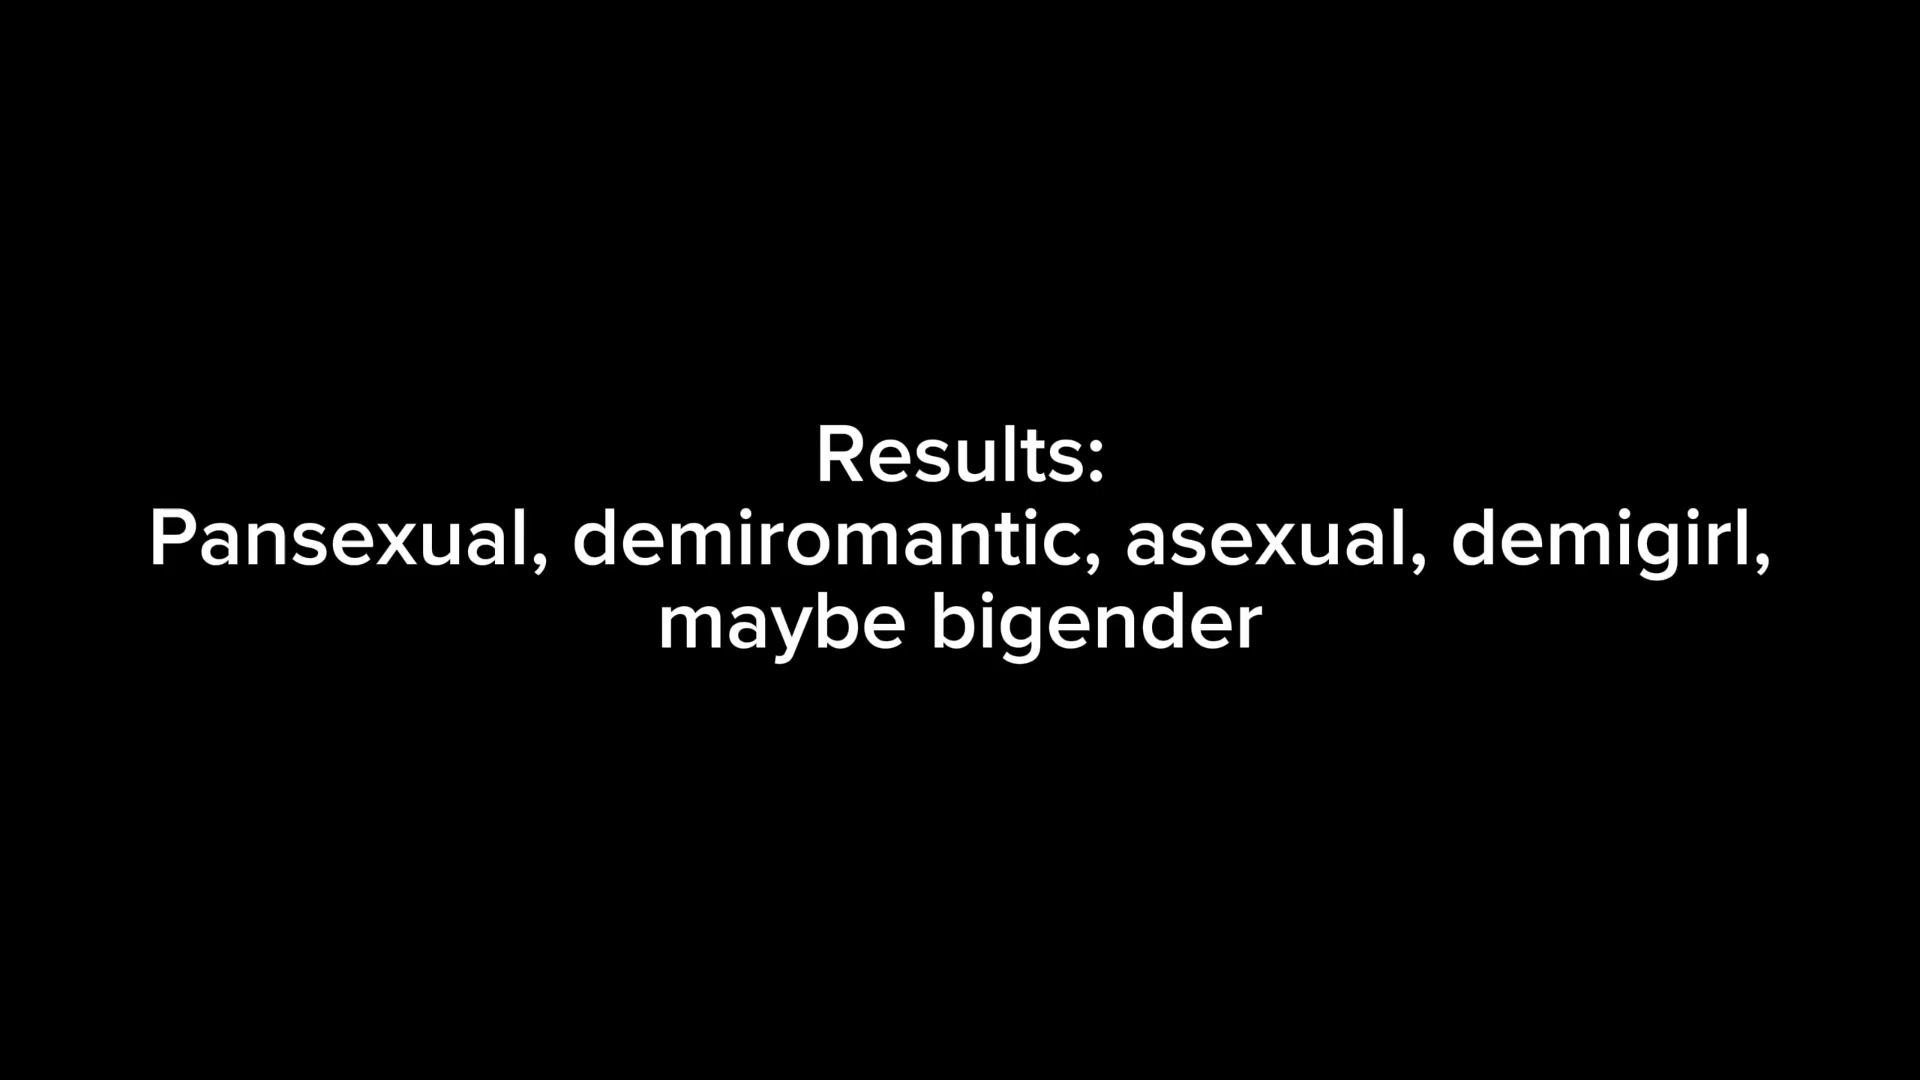 Results:
Pansexual, demiromantic, asexual, demigirl,
maybe bigender